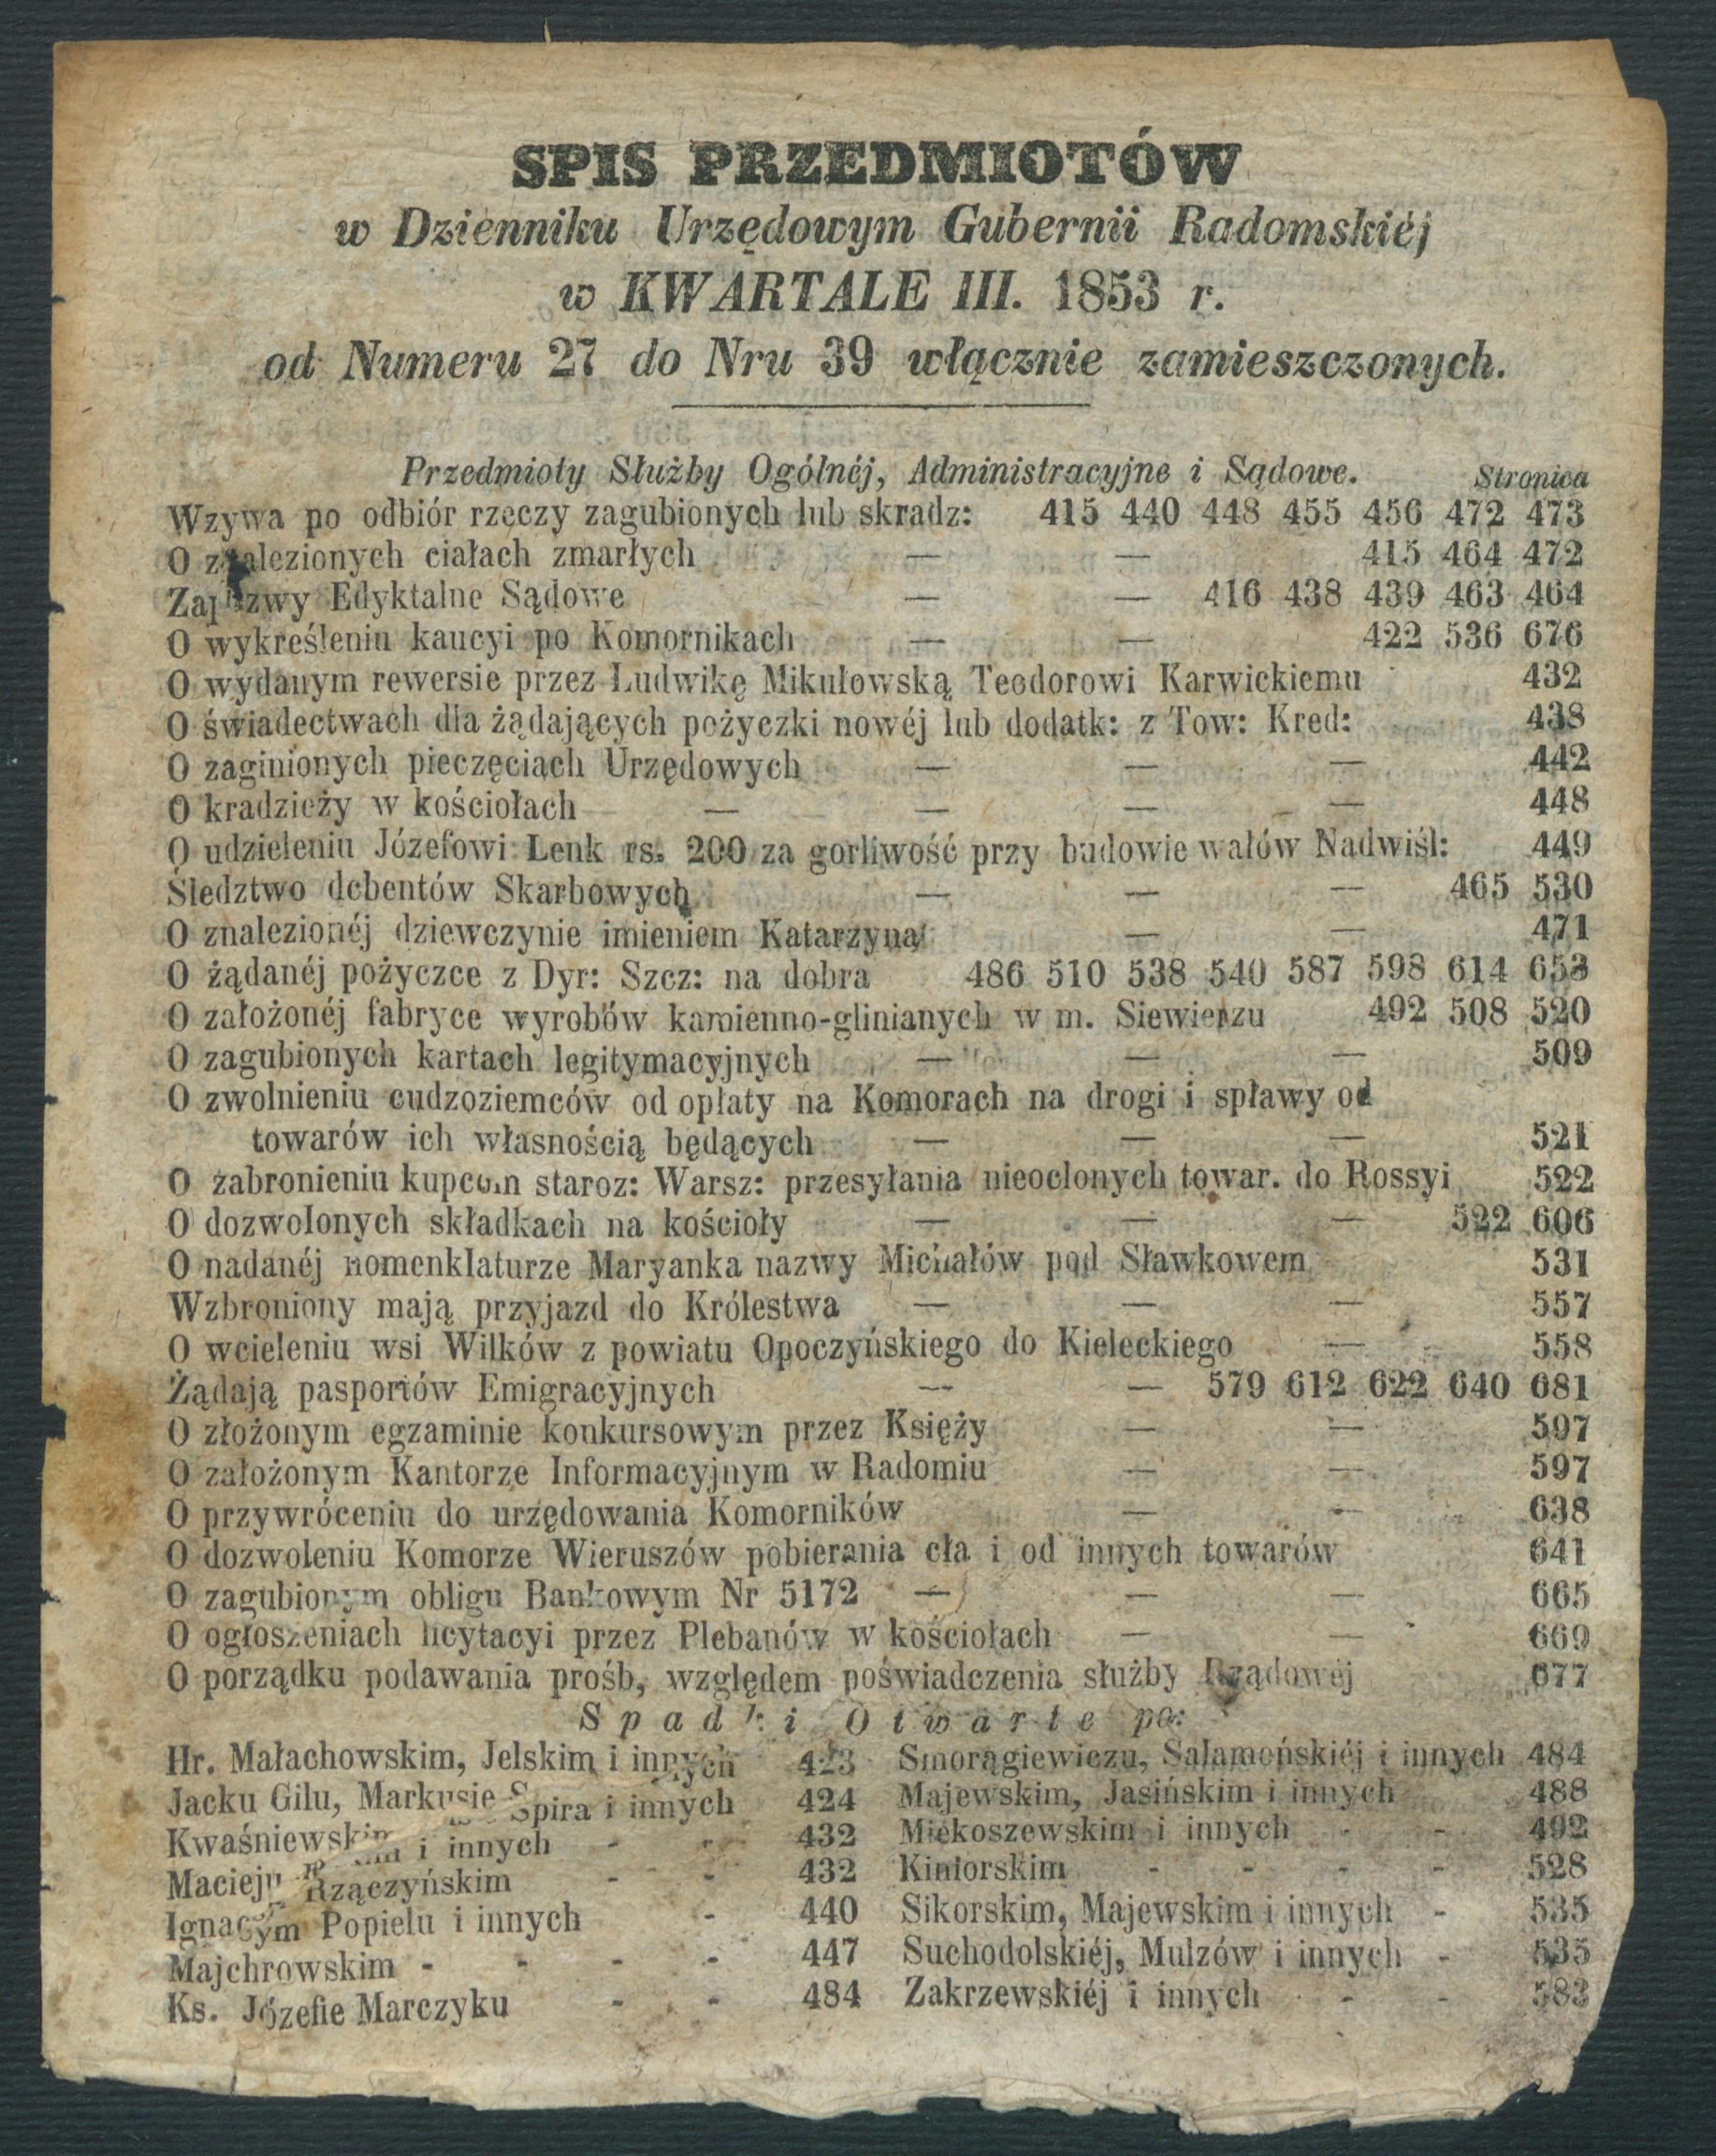 SPIS PRZEDMIOTÓW
w Dzienniku Urzędowym Gubernii Radomskiéj
w KWARTALE III. 1853 r.
od Numeru 27 do Nru 39 włącznie zamieszczonych.
Przedmioty Służby Ogólnéj, Administracyjne i Sądowe. Stronica
Wzywa po odbiór rzeczy zagubionych lub skradz: 415 440 448 455 456 472 473
O znalezionych ciałach zmarłych — — 415 464 472
Zapozwy Edyktalne Sądowe — — 416 438 439 463 464
O wykreśleniu kaucyi po Komornikach — — 422 536 676
O wydanym rewersie przez Ludwikę Mikułowską Teodorowi Karwickiemu 432
O świadectwach dla żądających pożyczki nowéj lub dodatk: z Tow: Kred: 438
O zaginionych pieczęciach Urzędowych — — — 442
O kradzieży w kościołach — — — — 448
O udzieleniu Józefowi Lenk rs. 200 za gorliwość przy budowie wałów Nadwiśl: 449
Śledztwo debentów Skarbowych — — — 465 530
O znalezionéj dziewczynie imieniem Katarzyna — — 471
O żądanéj pożyczce z Dyr: Szcz: na dobra 486 510 538 540 587 598 614 653
O założonéj fabryce wyrobów kamienno-glinianych w m. Siewierzu 492 508 520
O zagubionych kartach legitymacyjnych — — — 509
O zwolnieniu cudzoziemców od opłaty na Komorach na drogi i spławy od
towarów ich własnością będących — — — 521
O zabronieniu kupcom staroz: Warsz: przesyłania nieoclonych towar. do Rossyi 522
O dozwolonych składkach na kościoły — — — 522 606
O nadanéj nomenklaturze Maryanka nazwy Michałów pod Sławkowem 531
Wzbroniony mają przyjazd do Królestwa — — — 557
O wcieleniu wsi Wilków z powiatu Opoczyńskiego do Kieleckiego — 558
Żądają pasportów Emigracyjnych — — 579 612 622 640 681
O złożonym egzaminie konkursowym przez Księży — — 597
O założonym Kantorze Informacyjnym w Radomiu — — 597
O przywróceniu do urzędowania Komorników — — 638
O dozwoleniu Komorze Wieruszów pobierania cła i od innych towarów 641
O zagubionym obligu Bankowym Nr 5172 — — — 665
O ogłoszeniach licytacyi przez Plebanów w kościołach — — 669
O porządku podawania prośb, względem poświadczenia służby Rządowéj 677
Spadki Otwarte po:
Hr. Małachowskim, Jelskim i innych 423 Smorągiewiczu, Salamońskiéj i innych 484
Jacku Gilu, Markusie Spira i innych 424 Majewskim, Jasińskim i innych 488
Kwaśniewskim i innych - - 432 Miękoszewskim i innych - - 492
Macieju Rzączyńskim - - 432 Kiniorskim - - - - 528
Ignacym Popielu i innych - 440 Sikorskim, Majewskim i innych - 535
Majchrowskim - - - - 447 Suchodolskiéj, Mulzów i innych - 535
Ks. Józefie Marczyku - - 484 Zakrzewskiéj i innych - - 583